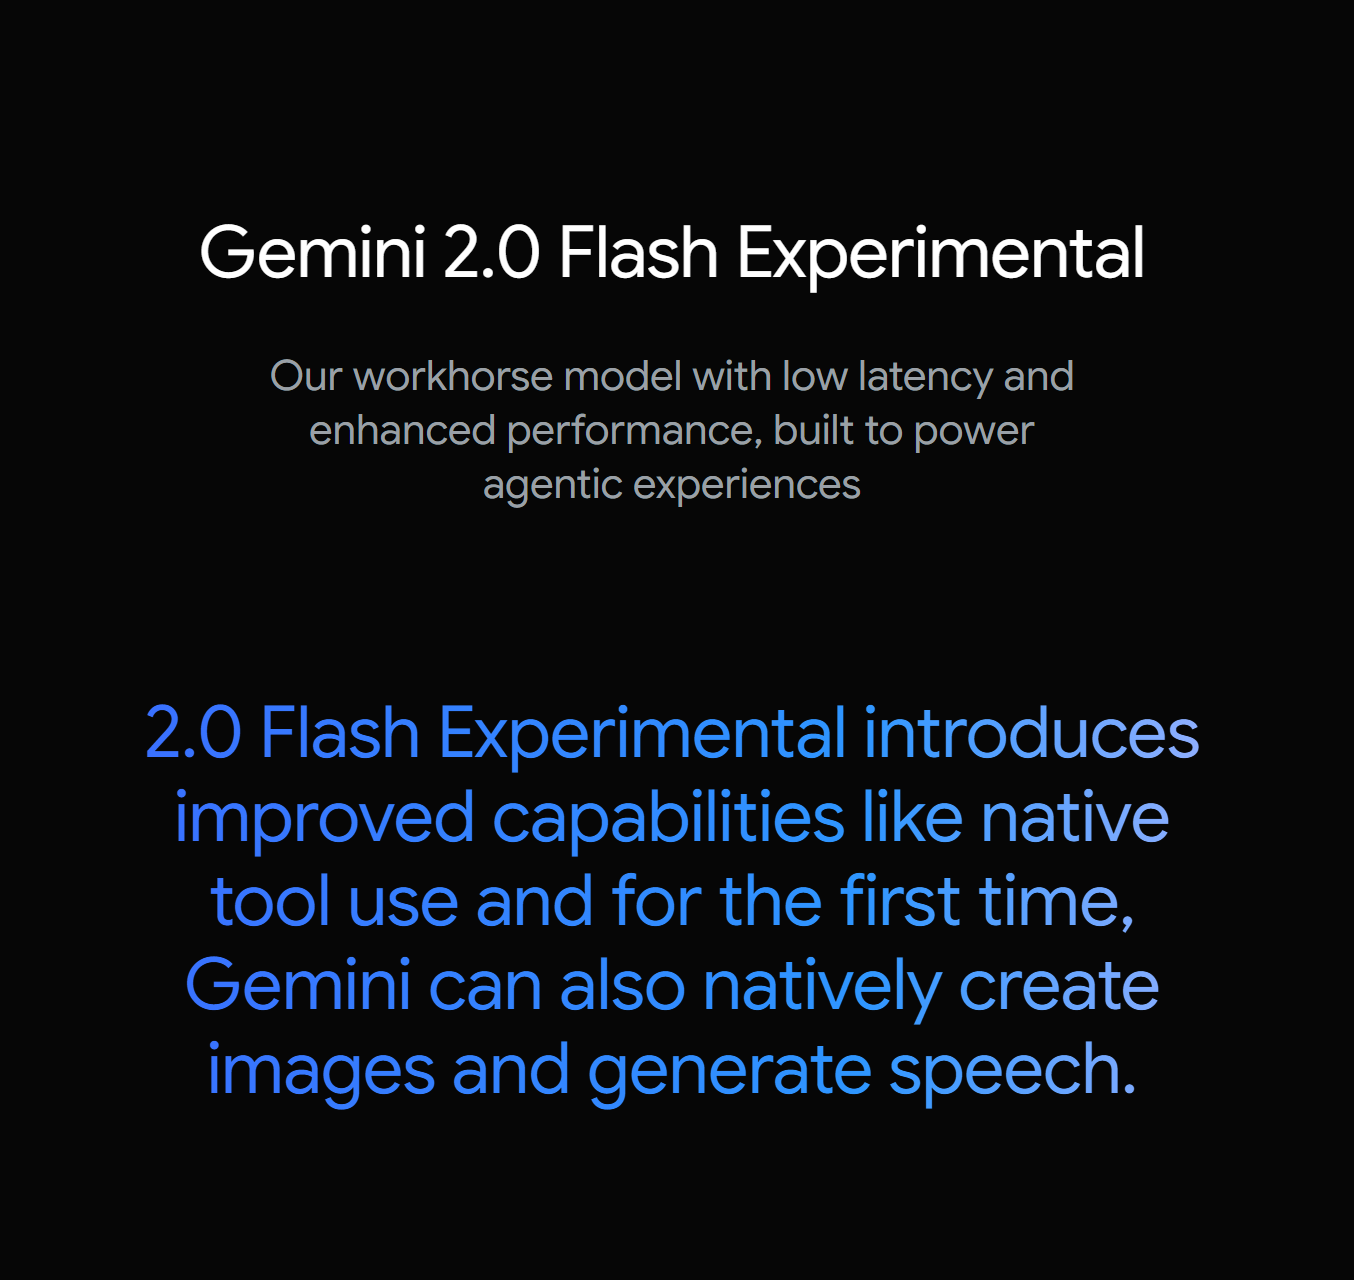 Gemini 2.0 Flash Experimental
Our workhorse model with low latency and
enhanced performance, built to power
agentic experiences
2.0 Flash Experimental introduces
improved capabilities like native
tool use and for the first time,
Gemini can also natively create
images and generate speech.